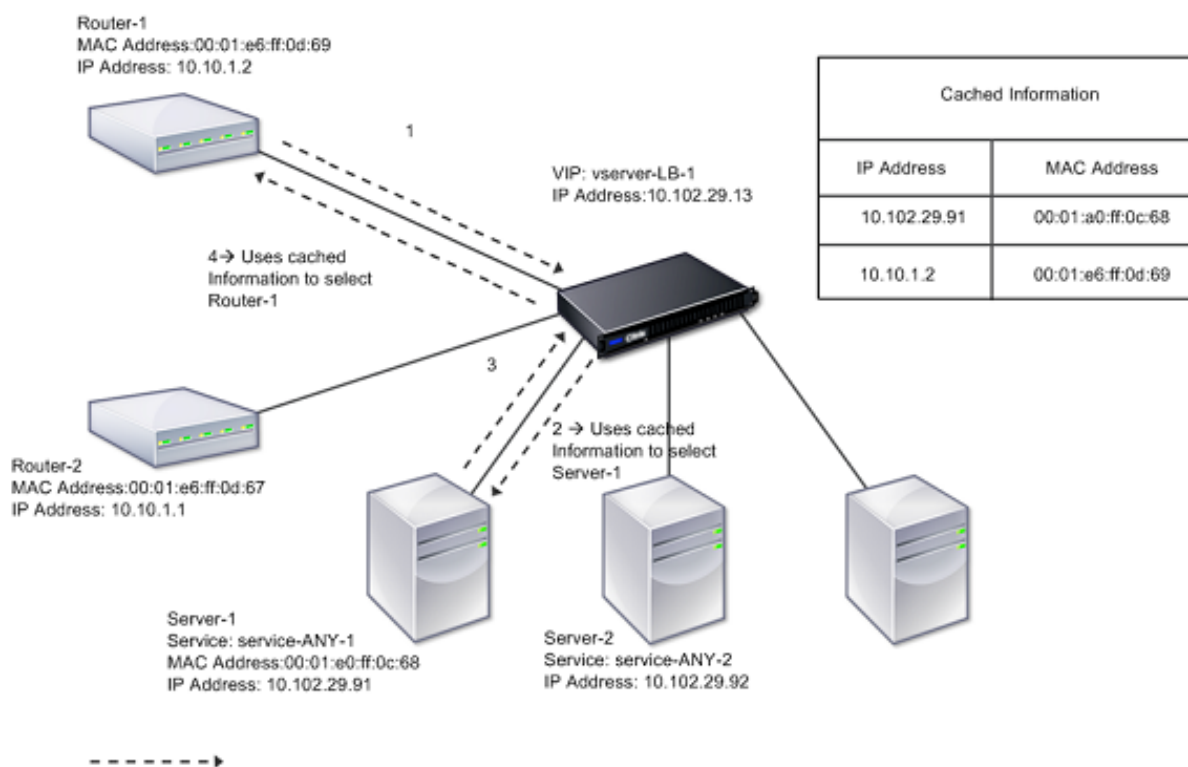 Router-1
MAC Address:00:01:e6:ff:0d:69
IP Address: 10.10.1.2
1
VIP: vserver-LB-1
IP Address:10.102.29.13
Cached Information
IP Address MAC Address
10.102.29.91 00:01:a0:ff:0c:68
10.10.1.2 00:01:e6:ff:0d:69
4→ Uses cached
Information to select
Router-1
Citrix
3
2 → Uses cached
Information to select
Server-1
Router-2
MAC Address:00:01:e6:ff:0d:67
IP Address: 10.10.1.1
Server-1
Service: service-ANY-1
MAC Address:00:01:e0:ff:0c:68
IP Address: 10.102.29.91
Server-2
Service: service-ANY-2
IP Address: 10.102.29.92